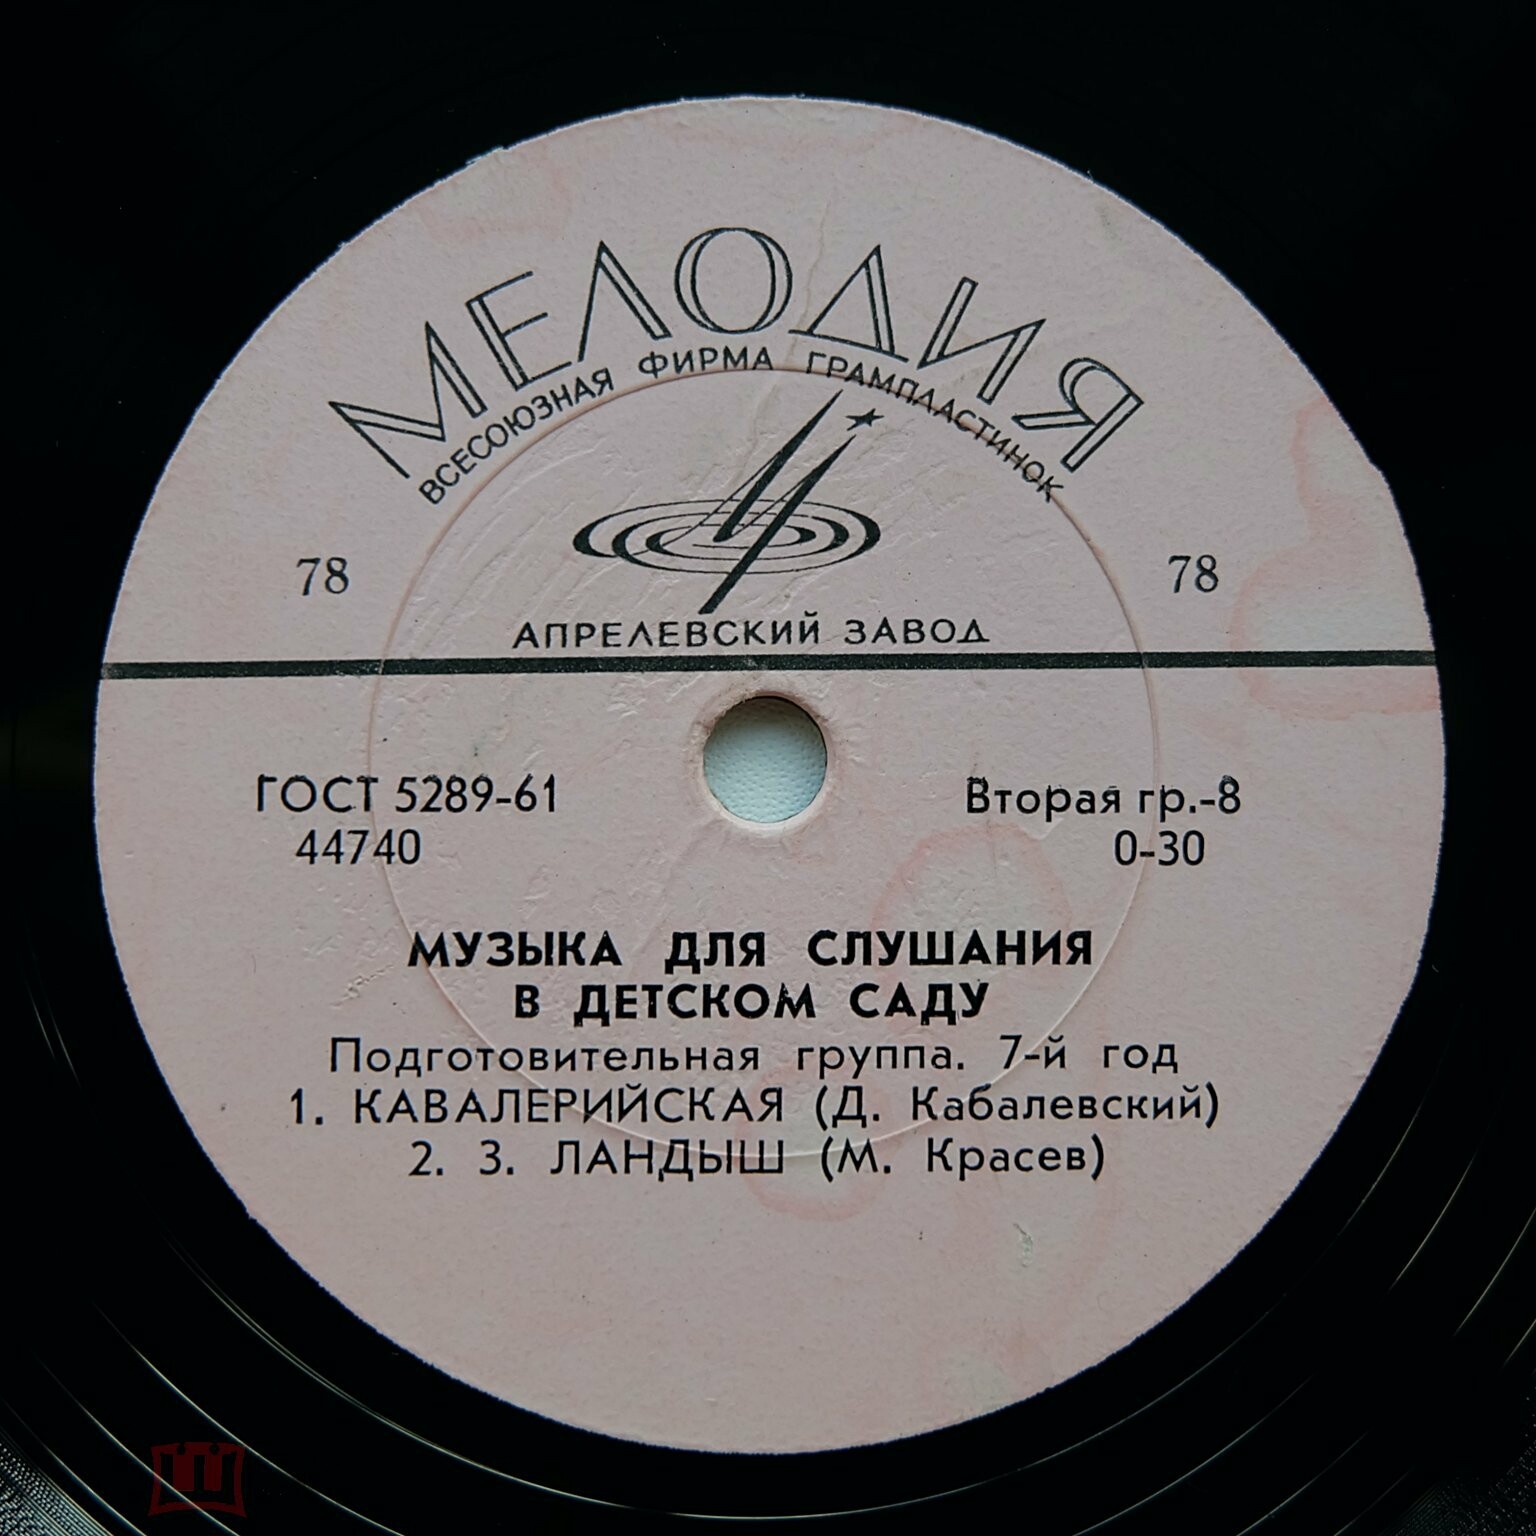 МЕЛОДИЯ
ВСЕСОЮЗНАЯ ФИРМА ГРАМПЛАСТИНОК
78 78
АПРЕЛЕВСКИЙ ЗАВОД
ГОСТ 5289-61 Вторая гр.-8
44740 0-30
МУЗЫКА ДЛЯ СЛУШАНИЯ
В ДЕТСКОМ САДУ
Подготовительная группа. 7-й год
1. КАВАЛЕРИЙСКАЯ (Д. Кабалевский)
2. 3. ЛАНДЫШ (М. Красев)